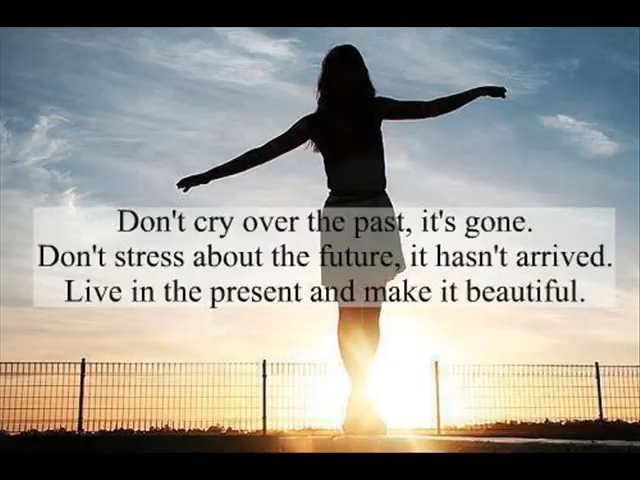 Don't cry over the past, it's gone.
Don't stress about the future, it hasn't arrived.
Live in the present and make it beautiful.